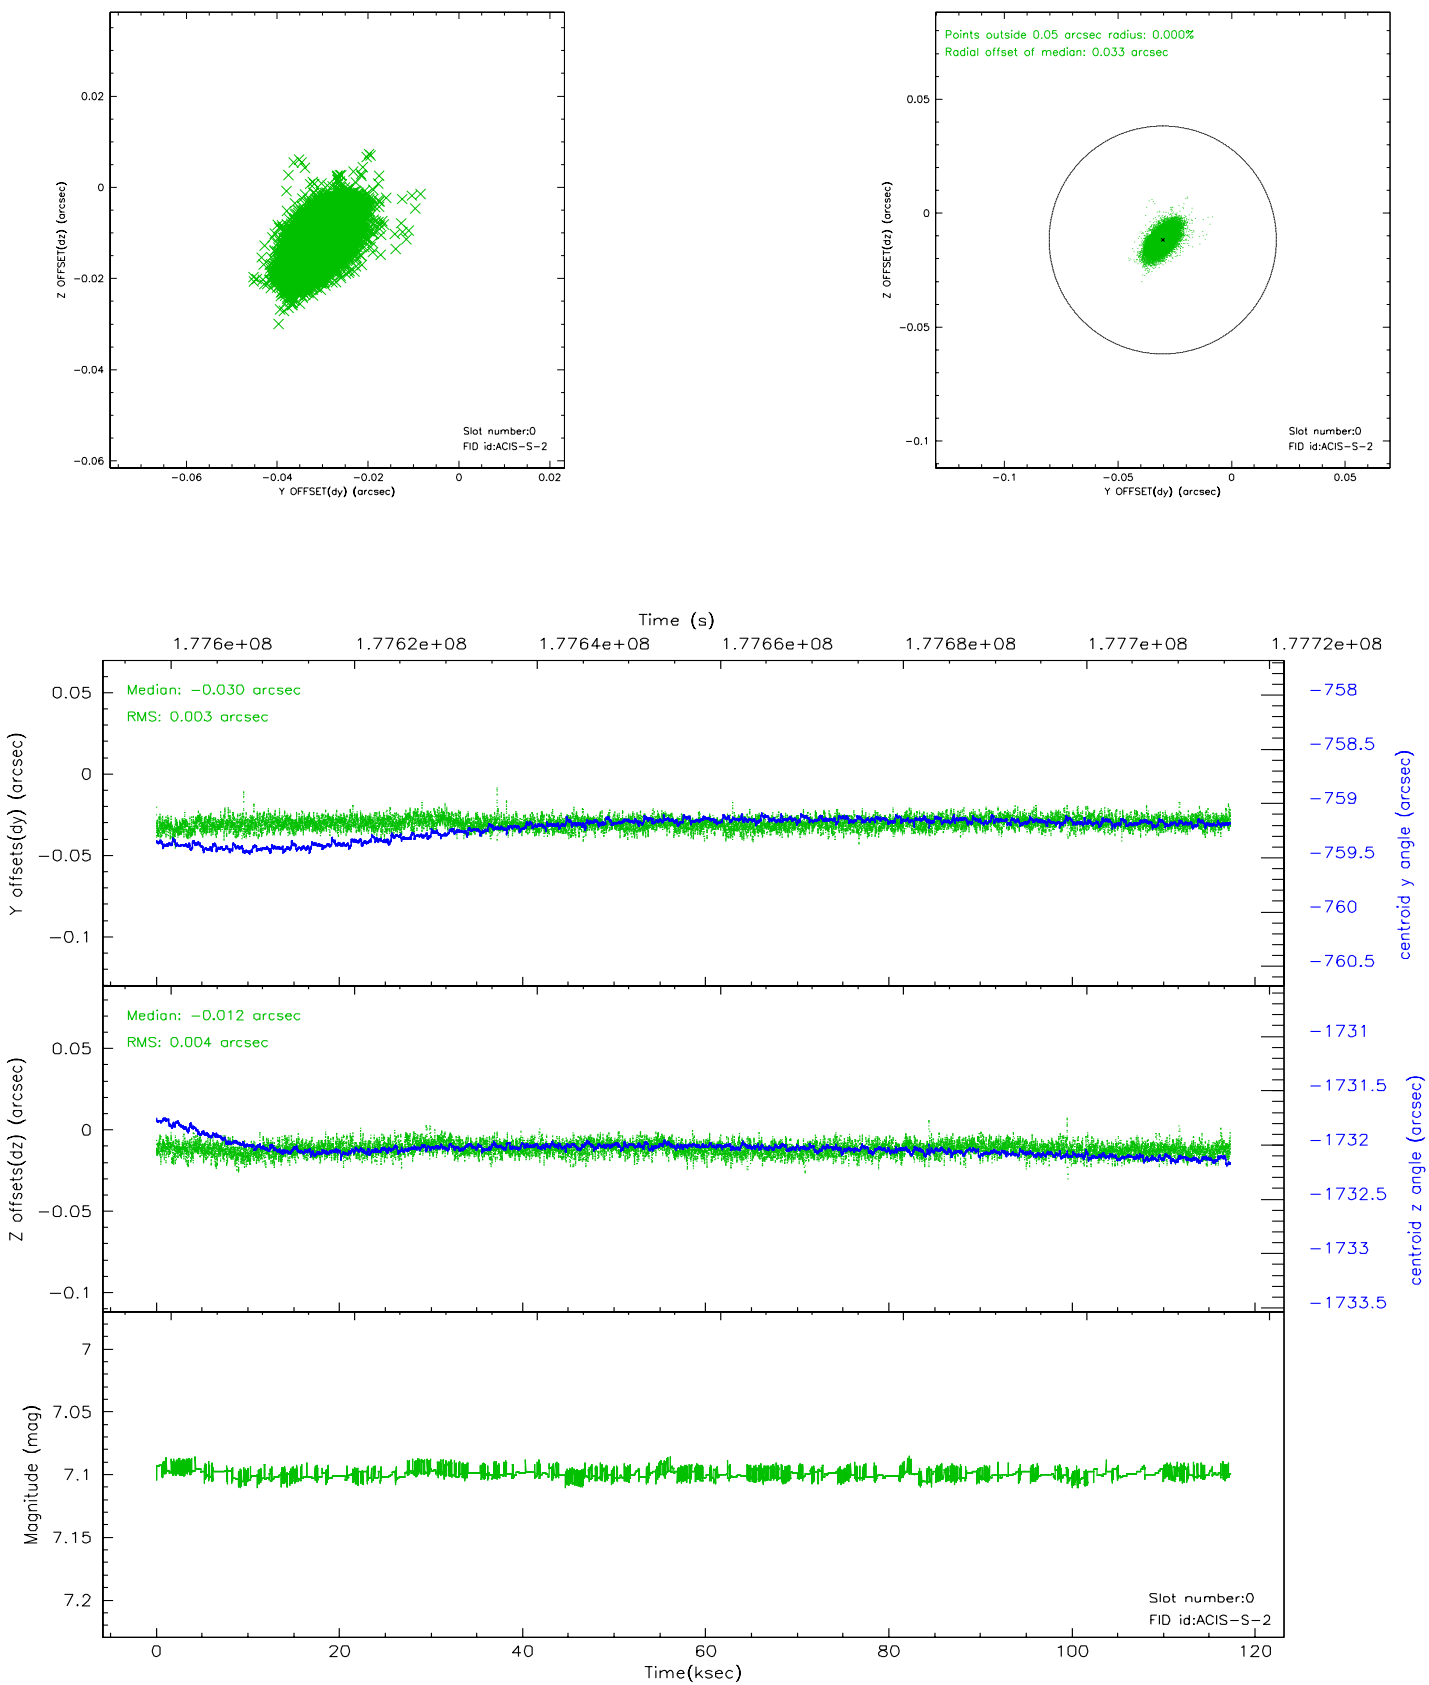 0.02
0
−0.02
−0.04
−0.06
Z OFFSET(dz) (arcsec)
−0.06
−0.04
−0.02
0
0.02
Y OFFSET(dy) (arcsec)
Slot number:0
FID id:ACIS−S−2
Points outside 0.05 arcsec radius: 0.000%
Radial offset of median: 0.033 arcsec
0.05
0
−0.05
−0.1
Z OFFSET(dz) (arcsec)
−0.1
−0.05
0
0.05
Y OFFSET(dy) (arcsec)
Slot number:0
FID id:ACIS−S−2
Time (s)
1.776e+08
1.7762e+08
1.7764e+08
1.7766e+08
1.7768e+08
1.777e+08
1.7772e+08
Median: −0.030 arcsec
RMS: 0.003 arcsec
0.05
0
−0.05
−0.1
Y offsets(dy) (arcsec)
−758
−758.5
−759
−759.5
−760
−760.5
centroid y angle (arcsec)
Median: −0.012 arcsec
RMS: 0.004 arcsec
0.05
0
−0.05
−0.1
Z offsets(dz) (arcsec)
−1731
−1731.5
−1732
−1732.5
−1733
−1733.5
centroid z angle (arcsec)
7
7.05
7.1
7.15
7.2
Magnitude (mag)
Slot number:0
FID id:ACIS−S−2
0
20
40
60
80
100
120
Time(ksec)